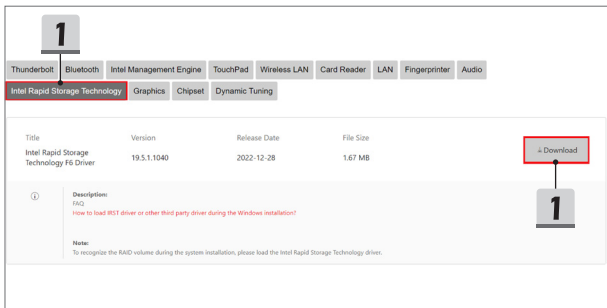 1
Thunderbolt Bluetooth Intel Management Engine TouchPad Wireless LAN Card Reader LAN Fingerprinter Audio
Intel Rapid Storage Technology Graphics Chipset Dynamic Tuning
Title Version Release Date File Size
Intel Rapid Storage
Technology F6 Driver 19.5.1.1040 2022-12-28 1.67 MB Download
Description:
FAQ
How to load IRST driver or other third party driver during the Windows installation?
1
Note:
To recognize the RAID volume during the system installation, please load the Intel Rapid Storage Technology driver.